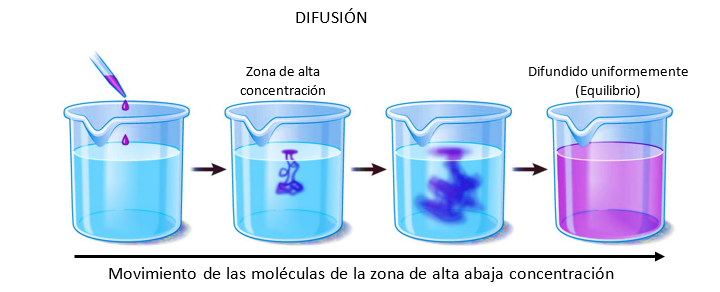 DIFUSIÓN
Zona de alta
concentración
Difundido uniformemente
(Equilibrio)
Movimiento de las moléculas de la zona de alta abaja concentración